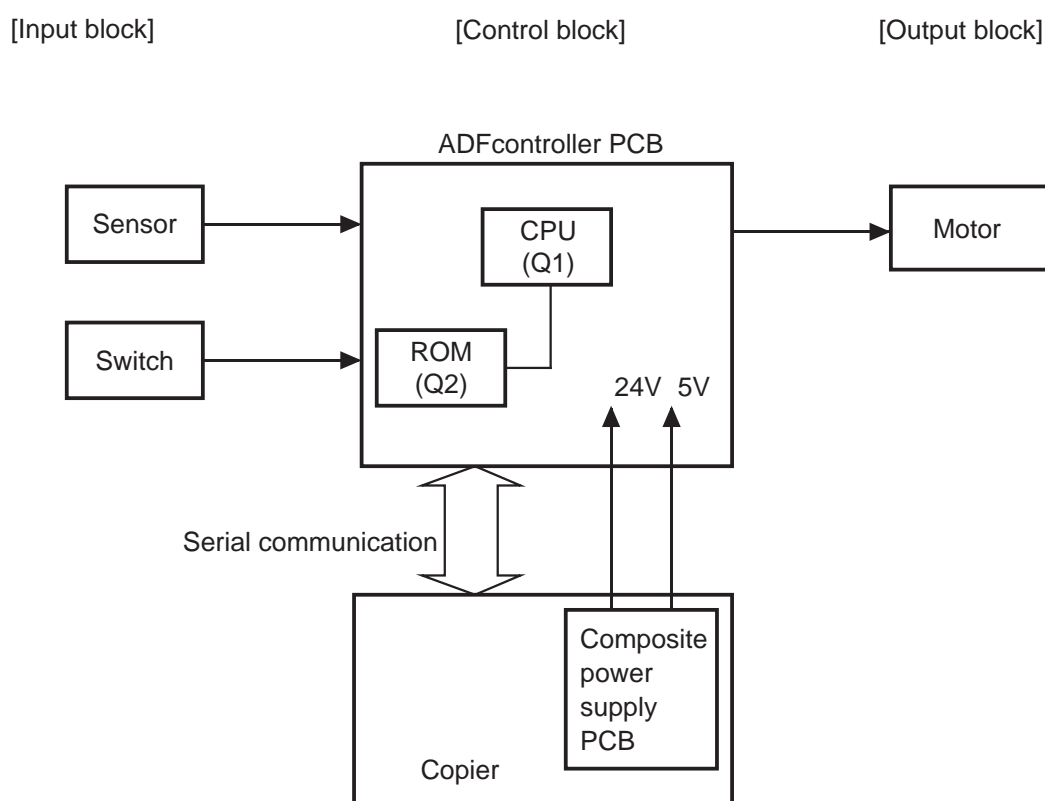 [Input block]
[Control block]
[Output block]
ADFcontroller PCB
Sensor
CPU
(Q1)
Motor
Switch
ROM
(Q2)
24V
5V
Serial communication
Composite
power
supply
PCB
Copier